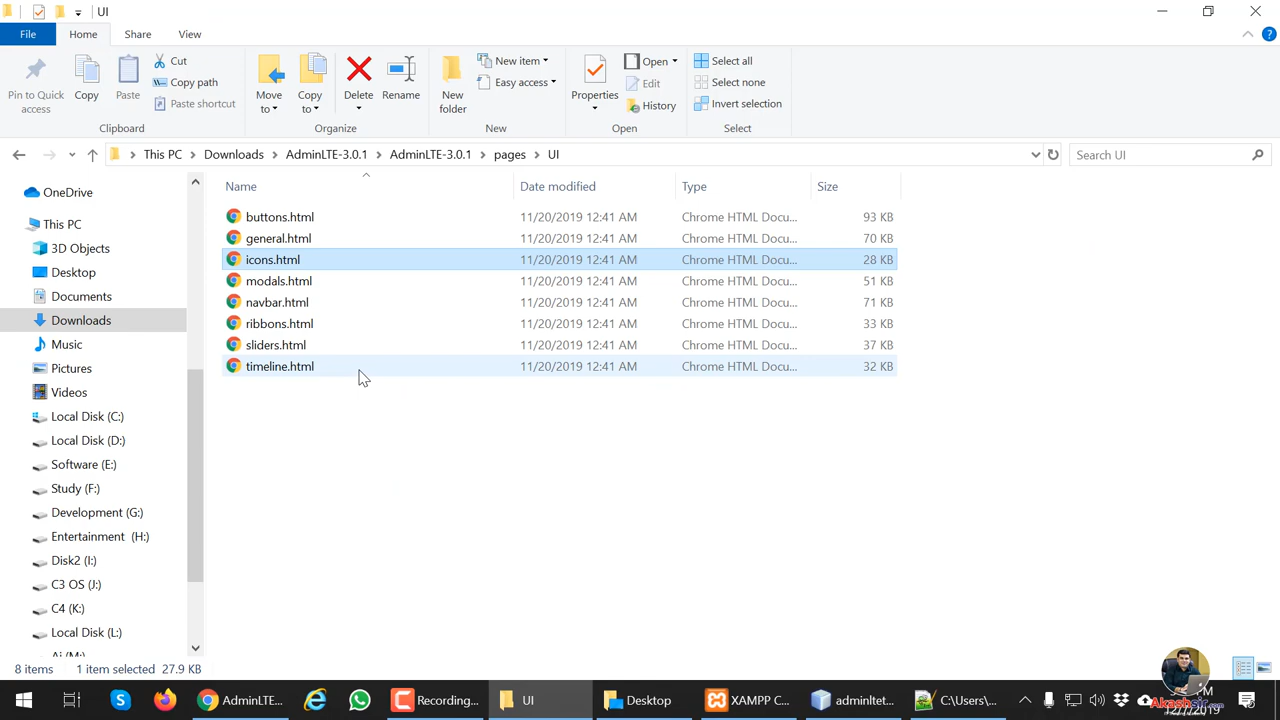 UI
File Home Share View
Pin to Quick access
Copy
Paste
Cut
Copy path
Paste shortcut
Clipboard
Move to
Copy to
Delete
Rename
Organize
New folder
New item
Easy access
New
Properties
Open
Edit
History
Open
Select all
Select none
Invert selection
Select
This PC > Downloads > AdminLTE-3.0.1 > AdminLTE-3.0.1 > pages > UI
Search UI
Name Date modified Type Size
buttons.html 11/20/2019 12:41 AM Chrome HTML Docu... 93 KB
general.html 11/20/2019 12:41 AM Chrome HTML Docu... 70 KB
icons.html 11/20/2019 12:41 AM Chrome HTML Docu... 28 KB
modals.html 11/20/2019 12:41 AM Chrome HTML Docu... 51 KB
navbar.html 11/20/2019 12:41 AM Chrome HTML Docu... 71 KB
ribbons.html 11/20/2019 12:41 AM Chrome HTML Docu... 33 KB
sliders.html 11/20/2019 12:41 AM Chrome HTML Docu... 37 KB
timeline.html 11/20/2019 12:41 AM Chrome HTML Docu... 32 KB
OneDrive
This PC
3D Objects
Desktop
Documents
Downloads
Music
Pictures
Videos
Local Disk (C:)
Local Disk (D:)
Software (E:)
Study (F:)
Development (G:)
Entertainment (H:)
Disk2 (I:)
C3 OS (J:)
C4 (K:)
Local Disk (L:)
8 items 1 item selected 27.9 KB
AdminLTE... Recording... UI Desktop XAMPP C... adminltet... C:\Users\...
Akashsir.com